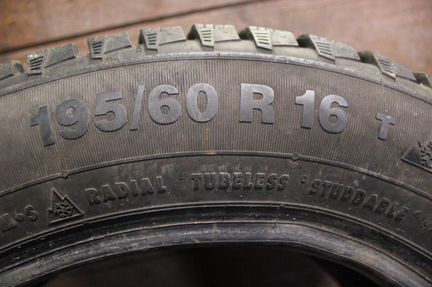 195/60 R 16 T
M+S RADIAL TUBELESS STUDDABLE